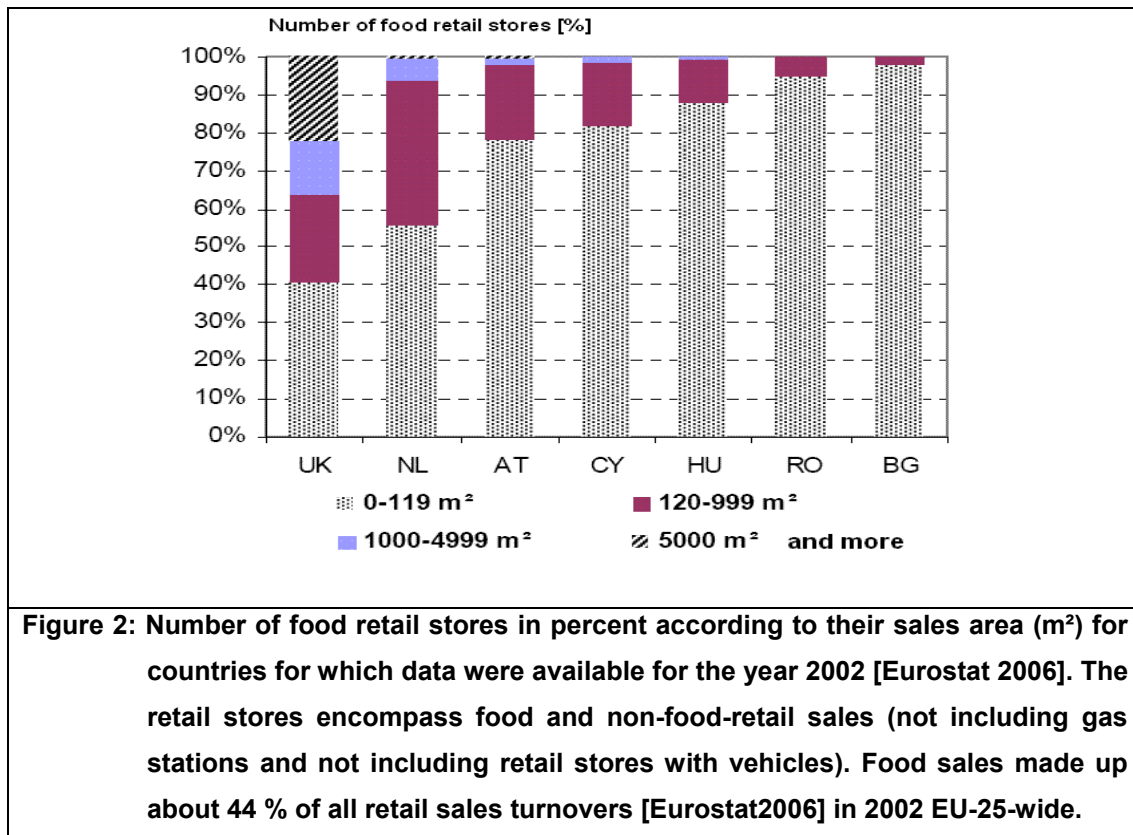 Number of food retail stores [%]
100%
90%
80%
70%
60%
50%
40%
30%
20%
10%
0%
UK NL AT CY HU RO BG
0-119 m² 120-999 m²
1000-4999 m² 5000 m² and more
Figure 2: Number of food retail stores in percent according to their sales area (m²) for
countries for which data were available for the year 2002 [Eurostat 2006]. The
retail stores encompass food and non-food-retail sales (not including gas
stations and not including retail stores with vehicles). Food sales made up
about 44 % of all retail sales turnovers [Eurostat2006] in 2002 EU-25-wide.